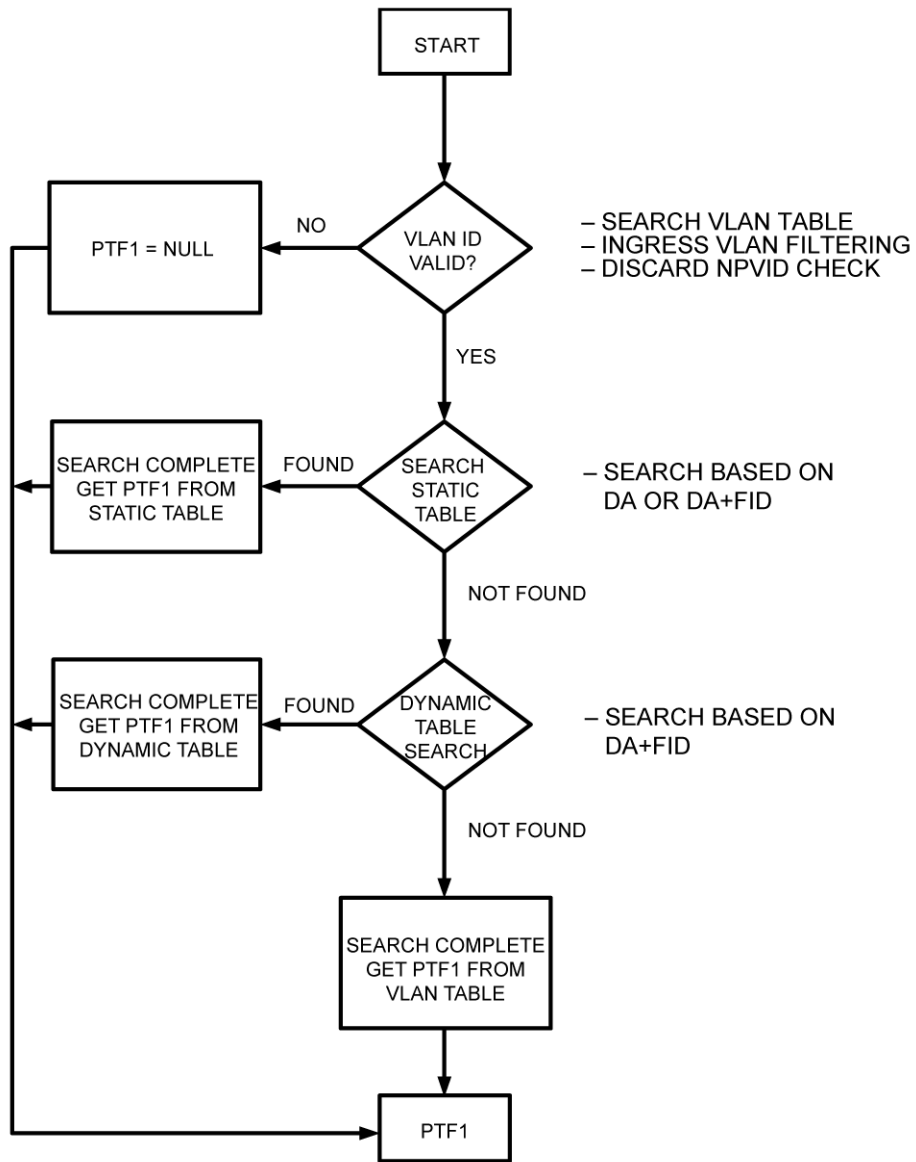 START
NO
PTF1 = NULL
VLAN ID
VALID?
– SEARCH VLAN TABLE
– INGRESS VLAN FILTERING
– DISCARD NPVID CHECK
YES
SEARCH COMPLETE
GET PTF1 FROM
STATIC TABLE
FOUND
SEARCH
STATIC
TABLE
– SEARCH BASED ON
DA OR DA+FID
NOT FOUND
SEARCH COMPLETE
GET PTF1 FROM
DYNAMIC TABLE
FOUND
DYNAMIC
TABLE
SEARCH
– SEARCH BASED ON
DA+FID
NOT FOUND
SEARCH COMPLETE
GET PTF1 FROM
VLAN TABLE
PTF1